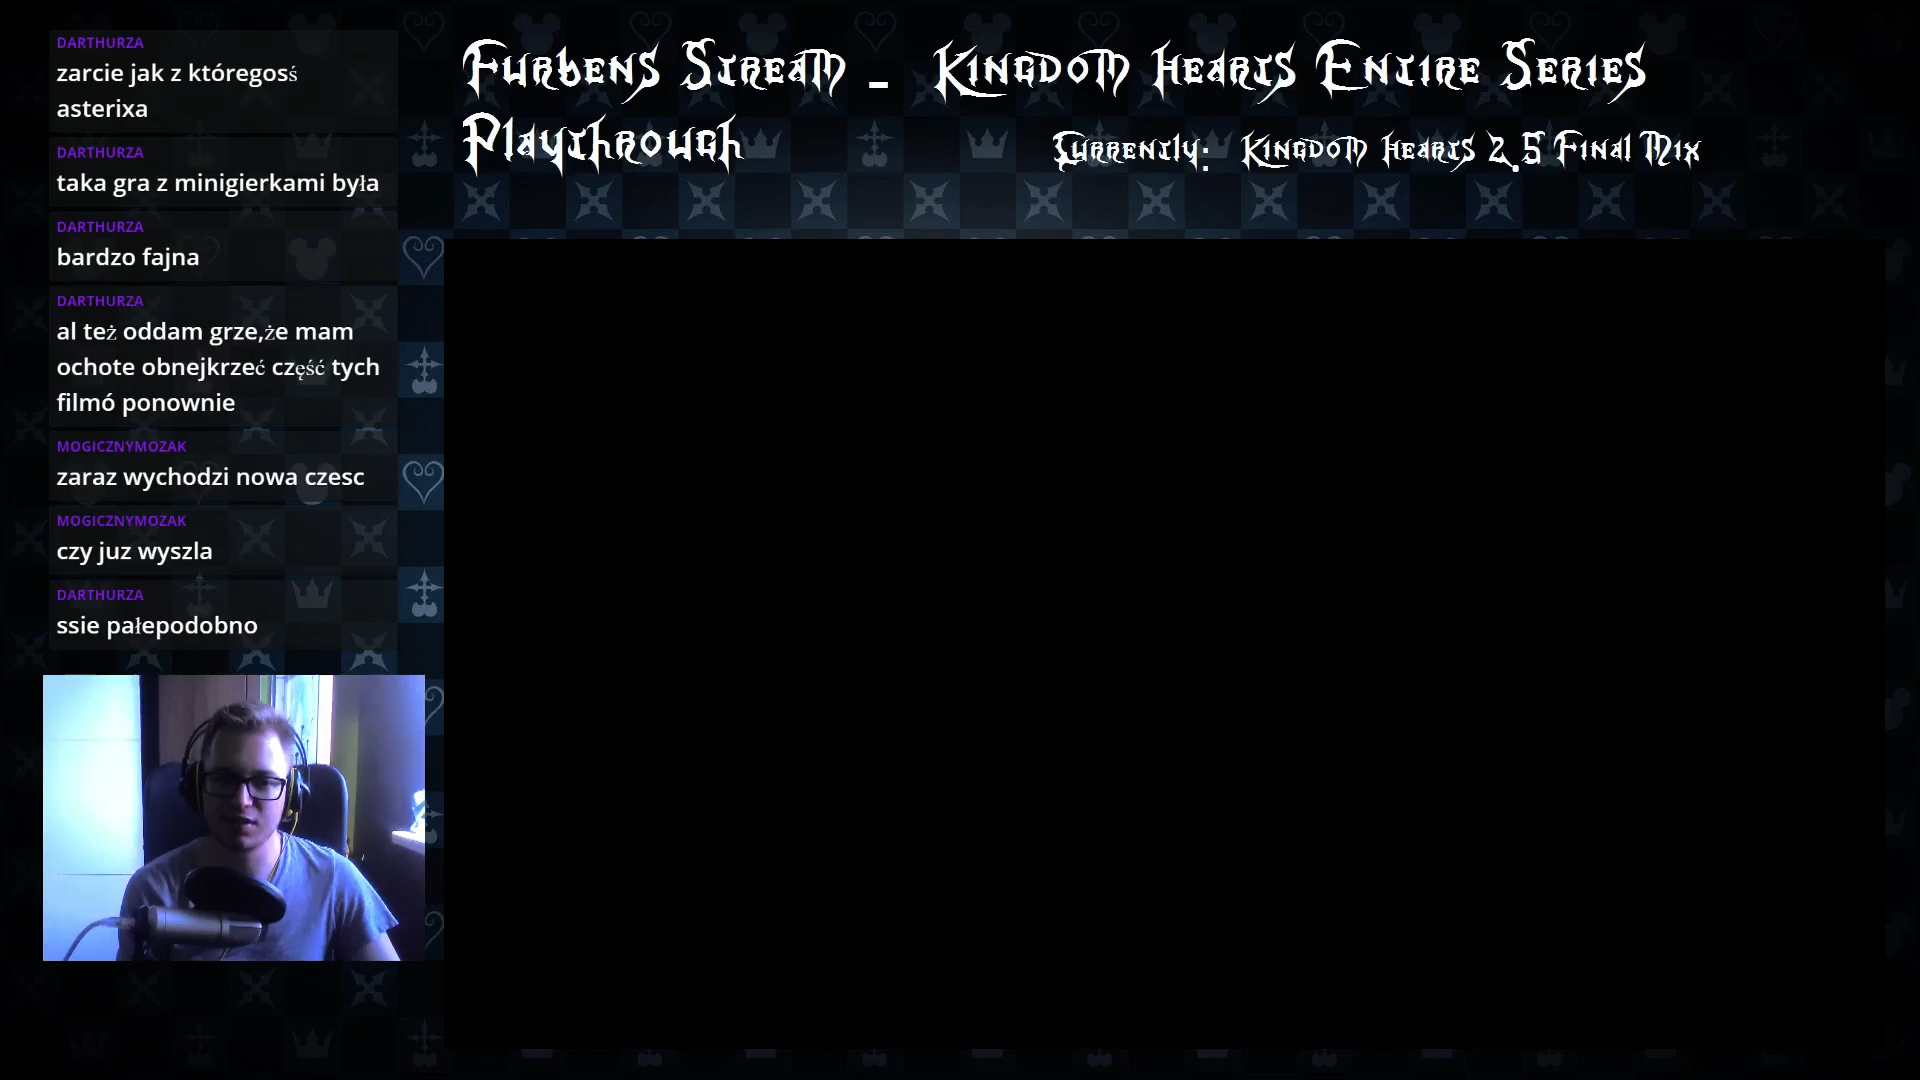 DARTHURZA
zarcie jak z któregosś
asterixa
DARTHURZA
taka gra z minigierkami była
DARTHURZA
bardzo fajna
DARTHURZA
al też oddam grze,że mam
ochote obnejkrzeć część tych
filmó ponownie
MOGICZNYMOZAK
zaraz wychodzi nowa czesc
MOGICZNYMOZAK
czy juz wyszla
DARTHURZA
ssie pałepodobno
Furbens Stream - Kingdom Hearts Entire Series
Playthrough
Currently: Kingdom Hearts 2.5 Final Mix